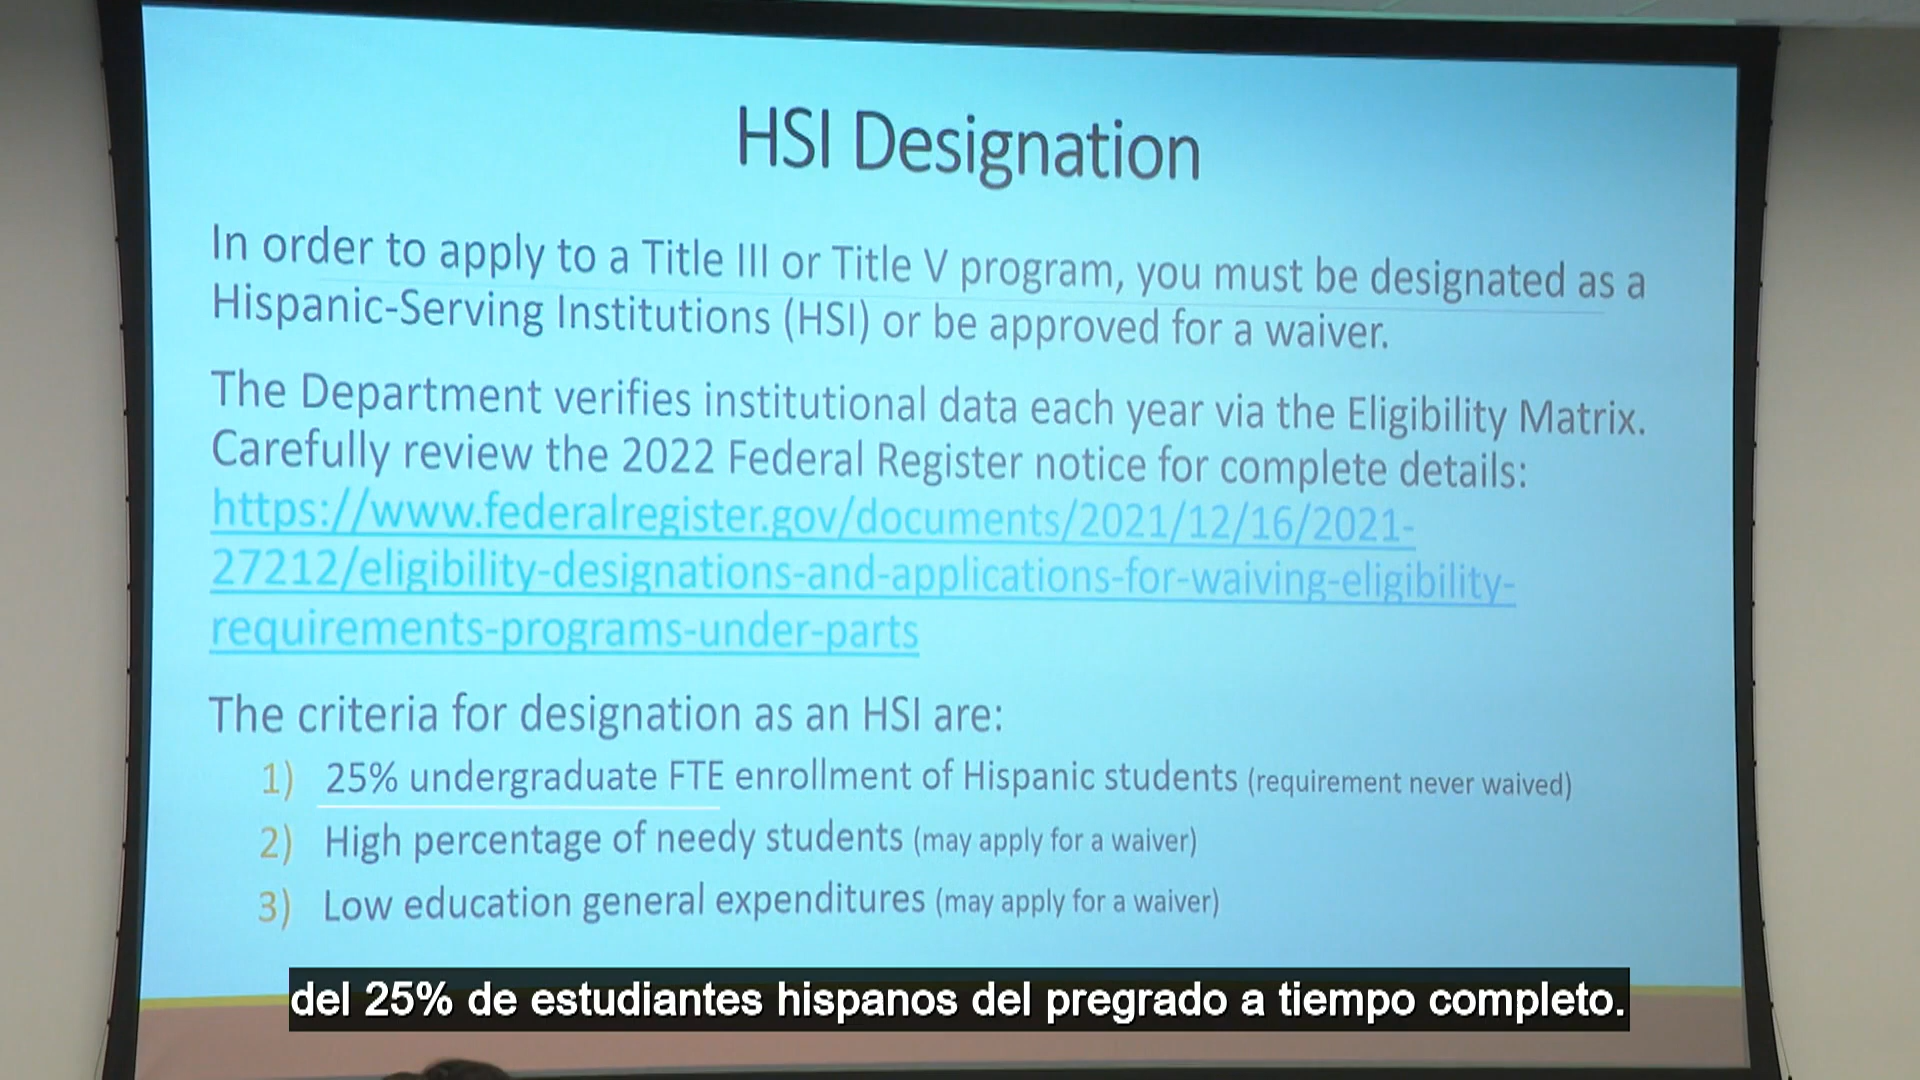 HSI Designation
In order to apply to a Title III or Title V program, you must be designated as a
Hispanic-Serving Institutions (HSI) or be approved for a waiver.
The Department verifies institutional data each year via the Eligibility Matrix.
Carefully review the 2022 Federal Register notice for complete details:
https://www.federalregister.gov/documents/2021/12/16/2021-
27212/eligibility-designations-and-applications-for-waiving-eligibility-
requirements-programs-under-parts
The criteria for designation as an HSI are:
1) 25% undergraduate FTE enrollment of Hispanic students (requirement never waived)
2) High percentage of needy students (may apply for a waiver)
3) Low education general expenditures (may apply for a waiver)
del 25% de estudiantes hispanos del pregrado a tiempo completo.